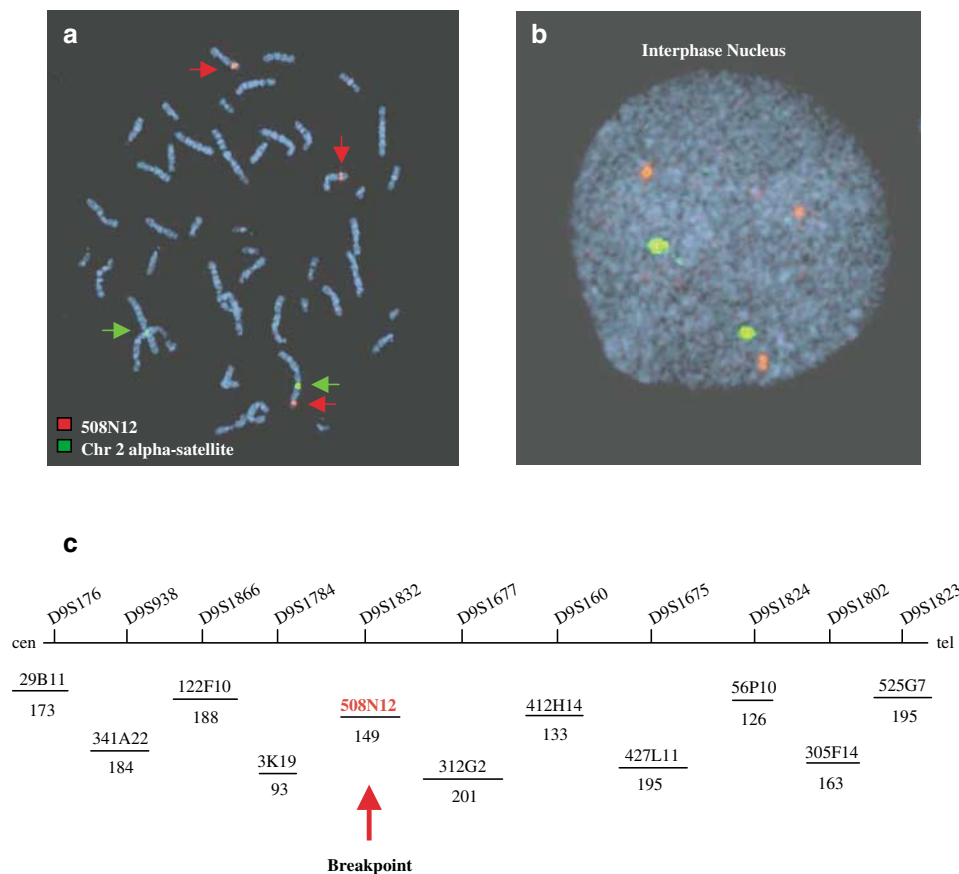 a
b
Interphase Nucleus
508N12
Chr 2 alpha-satellite
c
D9S176
D9S938
D9S1866
D9S1784
D9S1832
D9S1677
D9S160
D9S1675
D9S1824
D9S1802
D9S1823
cen
tel
29B11
173
341A22
184
122F10
188
3K19
93
508N12
149
312G2
201
412H14
133
427L11
195
56P10
126
305F14
163
525G7
195
Breakpoint